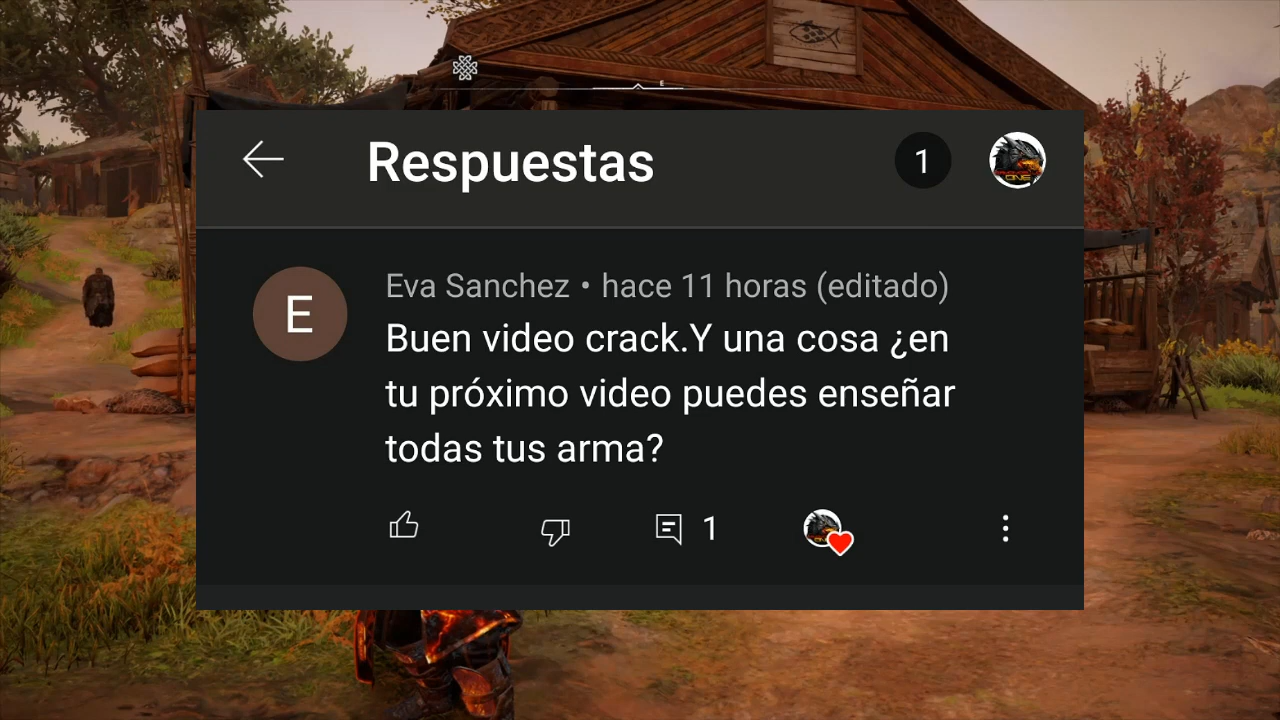 E
Respuestas
1
ONE
E
Eva Sanchez • hace 11 horas (editado)
Buen video crack.Y una cosa ¿en
tu próximo video puedes enseñar
todas tus arma?
1